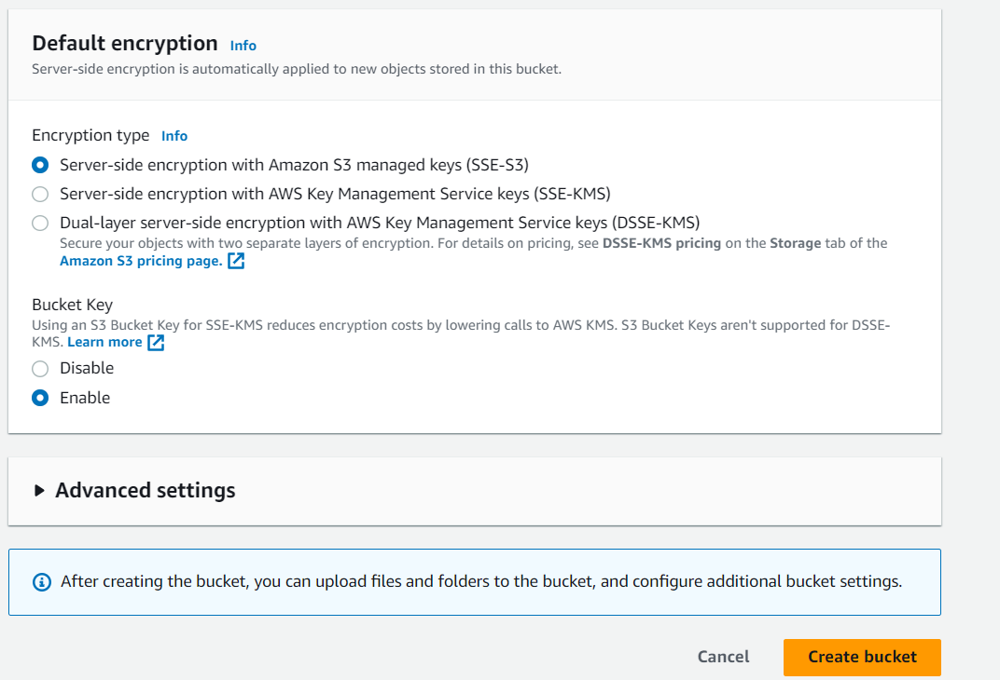 Default encryption Info
Server-side encryption is automatically applied to new objects stored in this bucket.
Encryption type Info
Server-side encryption with Amazon S3 managed keys (SSE-S3)
Server-side encryption with AWS Key Management Service keys (SSE-KMS)
Dual-layer server-side encryption with AWS Key Management Service keys (DSSE-KMS)
Secure your objects with two separate layers of encryption. For details on pricing, see DSSE-KMS pricing on the Storage tab of the
Amazon S3 pricing page.
Bucket Key
Using an S3 Bucket Key for SSE-KMS reduces encryption costs by lowering calls to AWS KMS. S3 Bucket Keys aren't supported for DSSE-
KMS. Learn more
Disable
Enable
Advanced settings
After creating the bucket, you can upload files and folders to the bucket, and configure additional bucket settings.
Cancel Create bucket